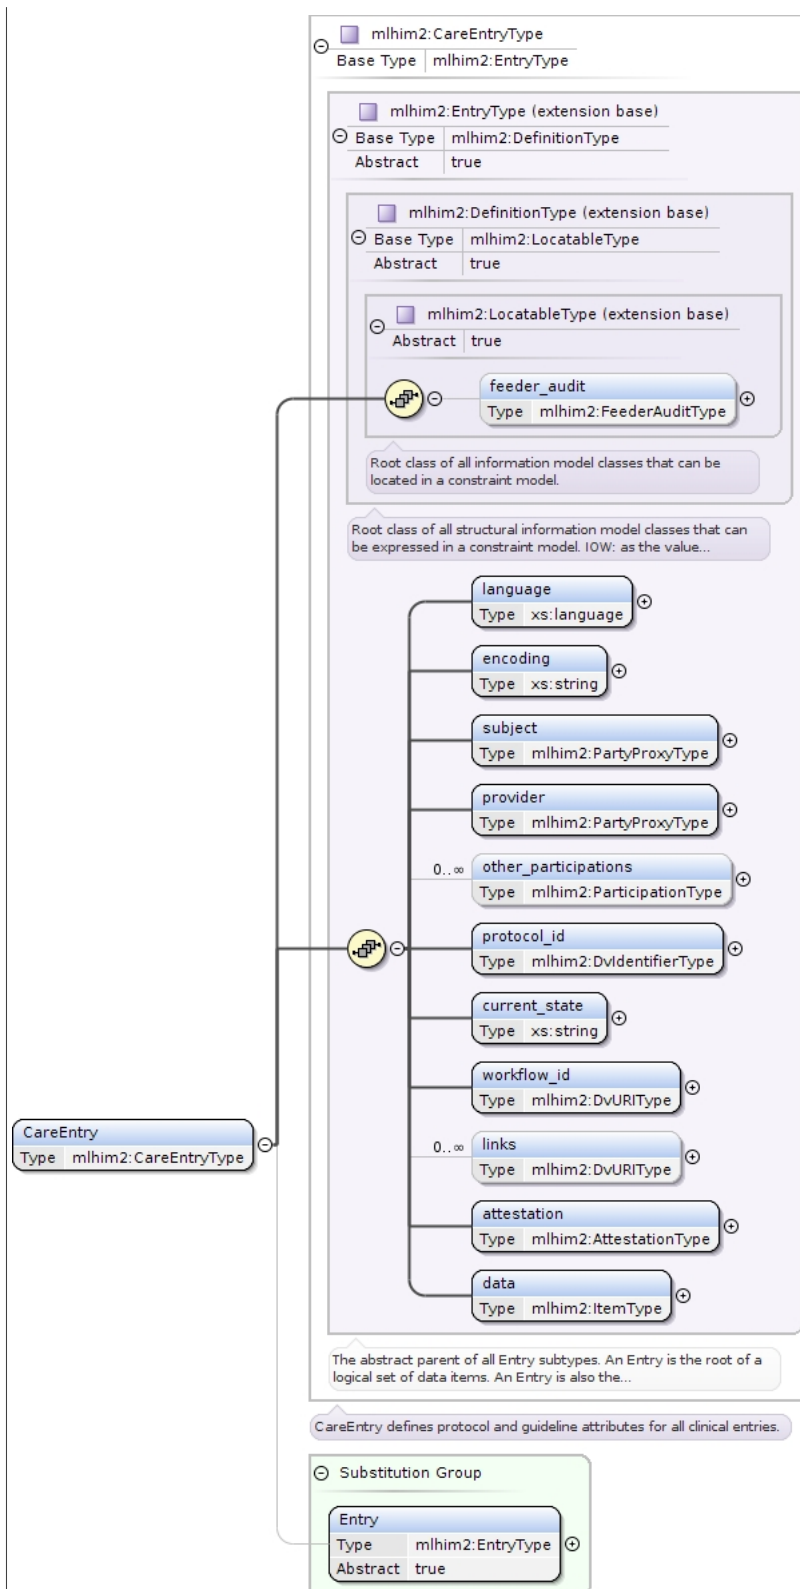 mlhim2:CareEntryType
Base Type mlhim2:EntryType
mlhim2:EntryType (extension base)
Base Type mlhim2:DefinitionType
Abstract true
mlhim2:DefinitionType (extension base)
Base Type mlhim2:LocatableType
Abstract true
mlhim2:LocatableType (extension base)
Abstract true
feeder_audit
Type mlhim2:FeederAuditType
Root class of all information model classes that can be
located in a constraint model.
Root class of all structural information model classes that can
be expressed in a constraint model. IOW: as the value...
language
Type xs:language
encoding
Type xs:string
subject
Type mlhim2:PartyProxyType
provider
Type mlhim2:PartyProxyType
0..∞ other_participations
Type mlhim2:ParticipationType
protocol_id
Type mlhim2:DvIdentifierType
current_state
Type xs:string
workflow_id
Type mlhim2:DvURIType
CareEntry
Type mlhim2:CareEntryType
0..∞ links
Type mlhim2:DvURIType
attestation
Type mlhim2:AttestationType
data
Type mlhim2:ItemType
The abstract parent of all Entry subtypes. An Entry is the root of a
logical set of data items. An Entry is also the...
CareEntry defines protocol and guideline attributes for all clinical entries.
Substitution Group
Entry
Type mlhim2:EntryType
Abstract true